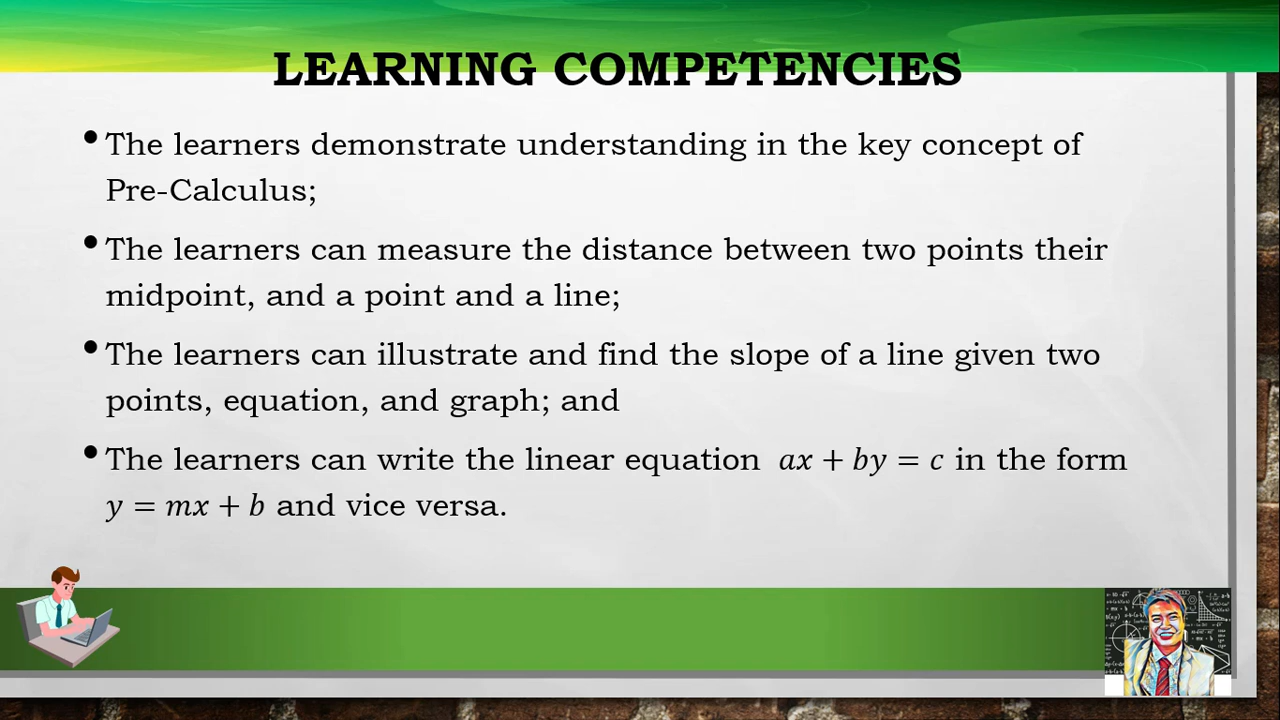 LEARNING COMPETENCIES
• The learners demonstrate understanding in the key concept of
Pre-Calculus;
• The learners can measure the distance between two points their
midpoint, and a point and a line;
• The learners can illustrate and find the slope of a line given two
points, equation, and graph; and
• The learners can write the linear equation ax + by = c in the form
y = mx + b and vice versa.